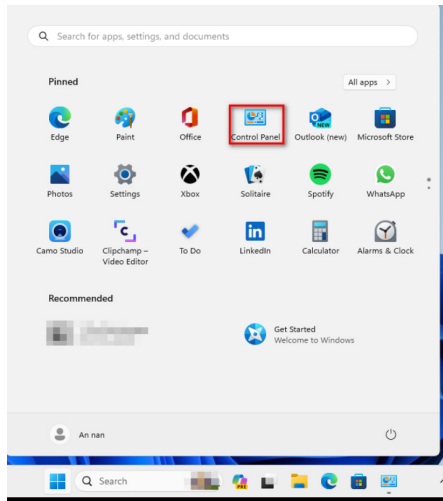 Search for apps, settings, and documents
Pinned
All apps >
Edge
Paint
Office
Control Panel
Outlook (new)
Microsoft Store
Photos
Settings
Xbox
Solitaire
Spotify
WhatsApp
Camo Studio
Clipchamp –
Video Editor
To Do
LinkedIn
Calculator
Alarms & Clock
Recommended
Get Started
Welcome to Windows
An nan
Search